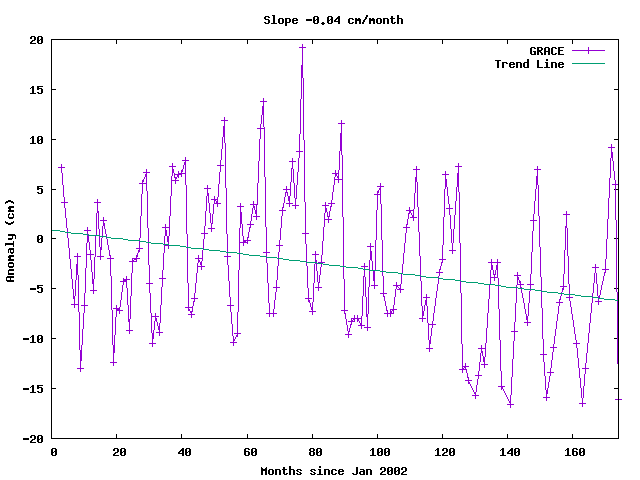 Slope -0.04 cm/month
GRACE
Trend Line
20
15
10
5
0
-5
-10
-15
-20
Anomaly (cm)
0 20 40 60 80 100 120 140 160
Months since Jan 2002